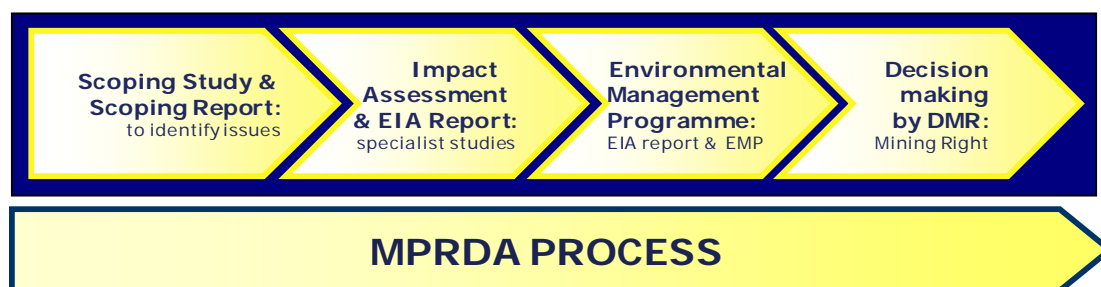 Scoping Study &
Scoping Report:
to identify issues
Impact
Assessment
& EIA Report:
specialist studies
Environmental
Management
Programme:
EIA report & EMP
Decision
making
by DMR:
Mining Right
MPRDA PROCESS